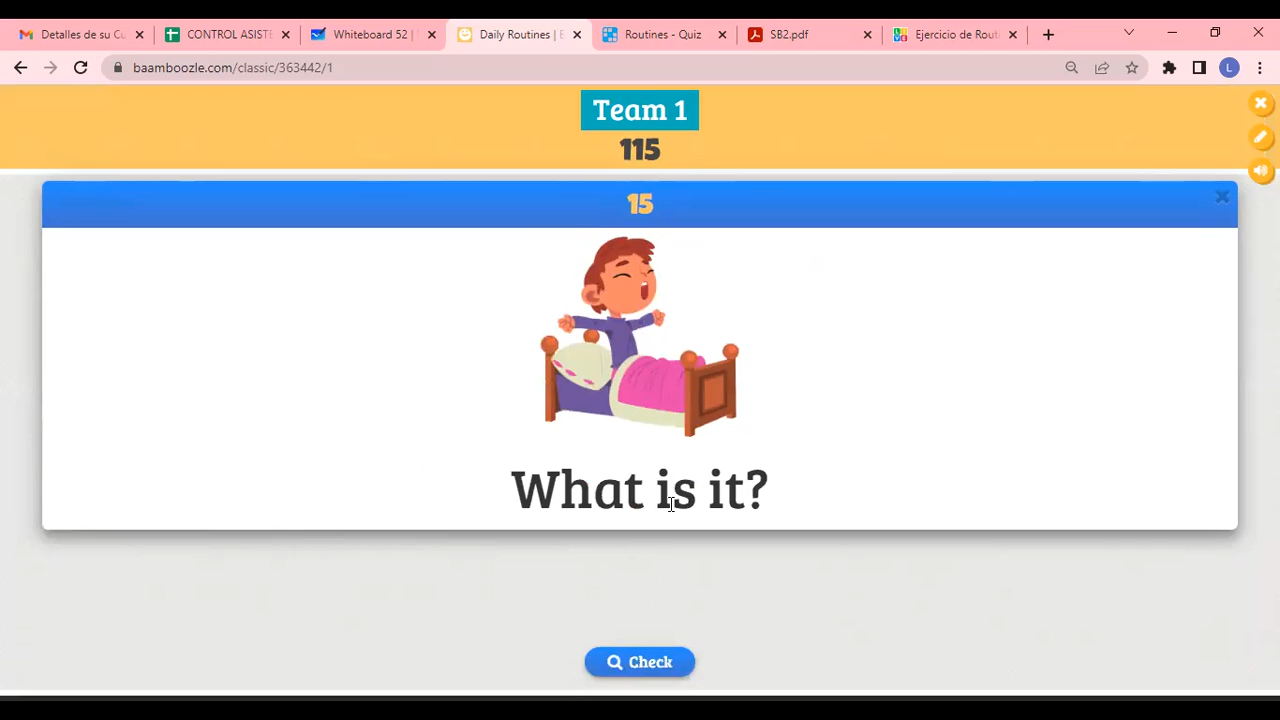 Detalles de su Cu
CONTROL ASISTE
Whiteboard 52 |
Daily Routines | B
Routines - Quiz
SB2.pdf
Ejercicio de Rout
baamboozle.com/classic/363442/1
L
Team 1
115
15
What is it?
Check